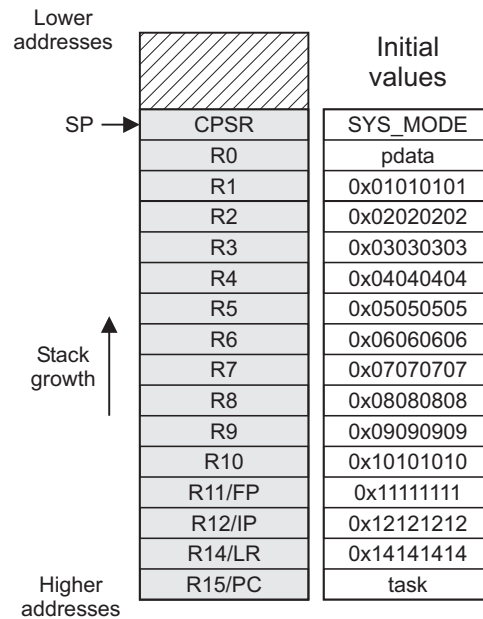 Lower
addresses
Initial
values
SP
CPSR SYS_MODE
R0 pdata
R1 0x01010101
R2 0x02020202
R3 0x03030303
R4 0x04040404
R5 0x05050505
R6 0x06060606
R7 0x07070707
R8 0x08080808
R9 0x09090909
R10 0x10101010
R11/FP 0x11111111
R12/IP 0x12121212
R14/LR 0x14141414
R15/PC task
Stack
growth
Higher
addresses